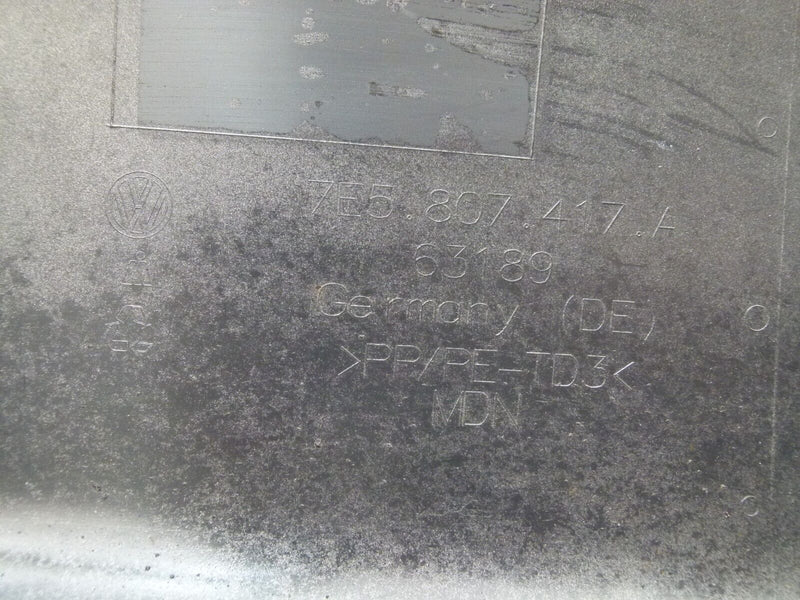 7E5.807.417.A
63189
Germany (DE)
>PP/PE-TD3<
MDN